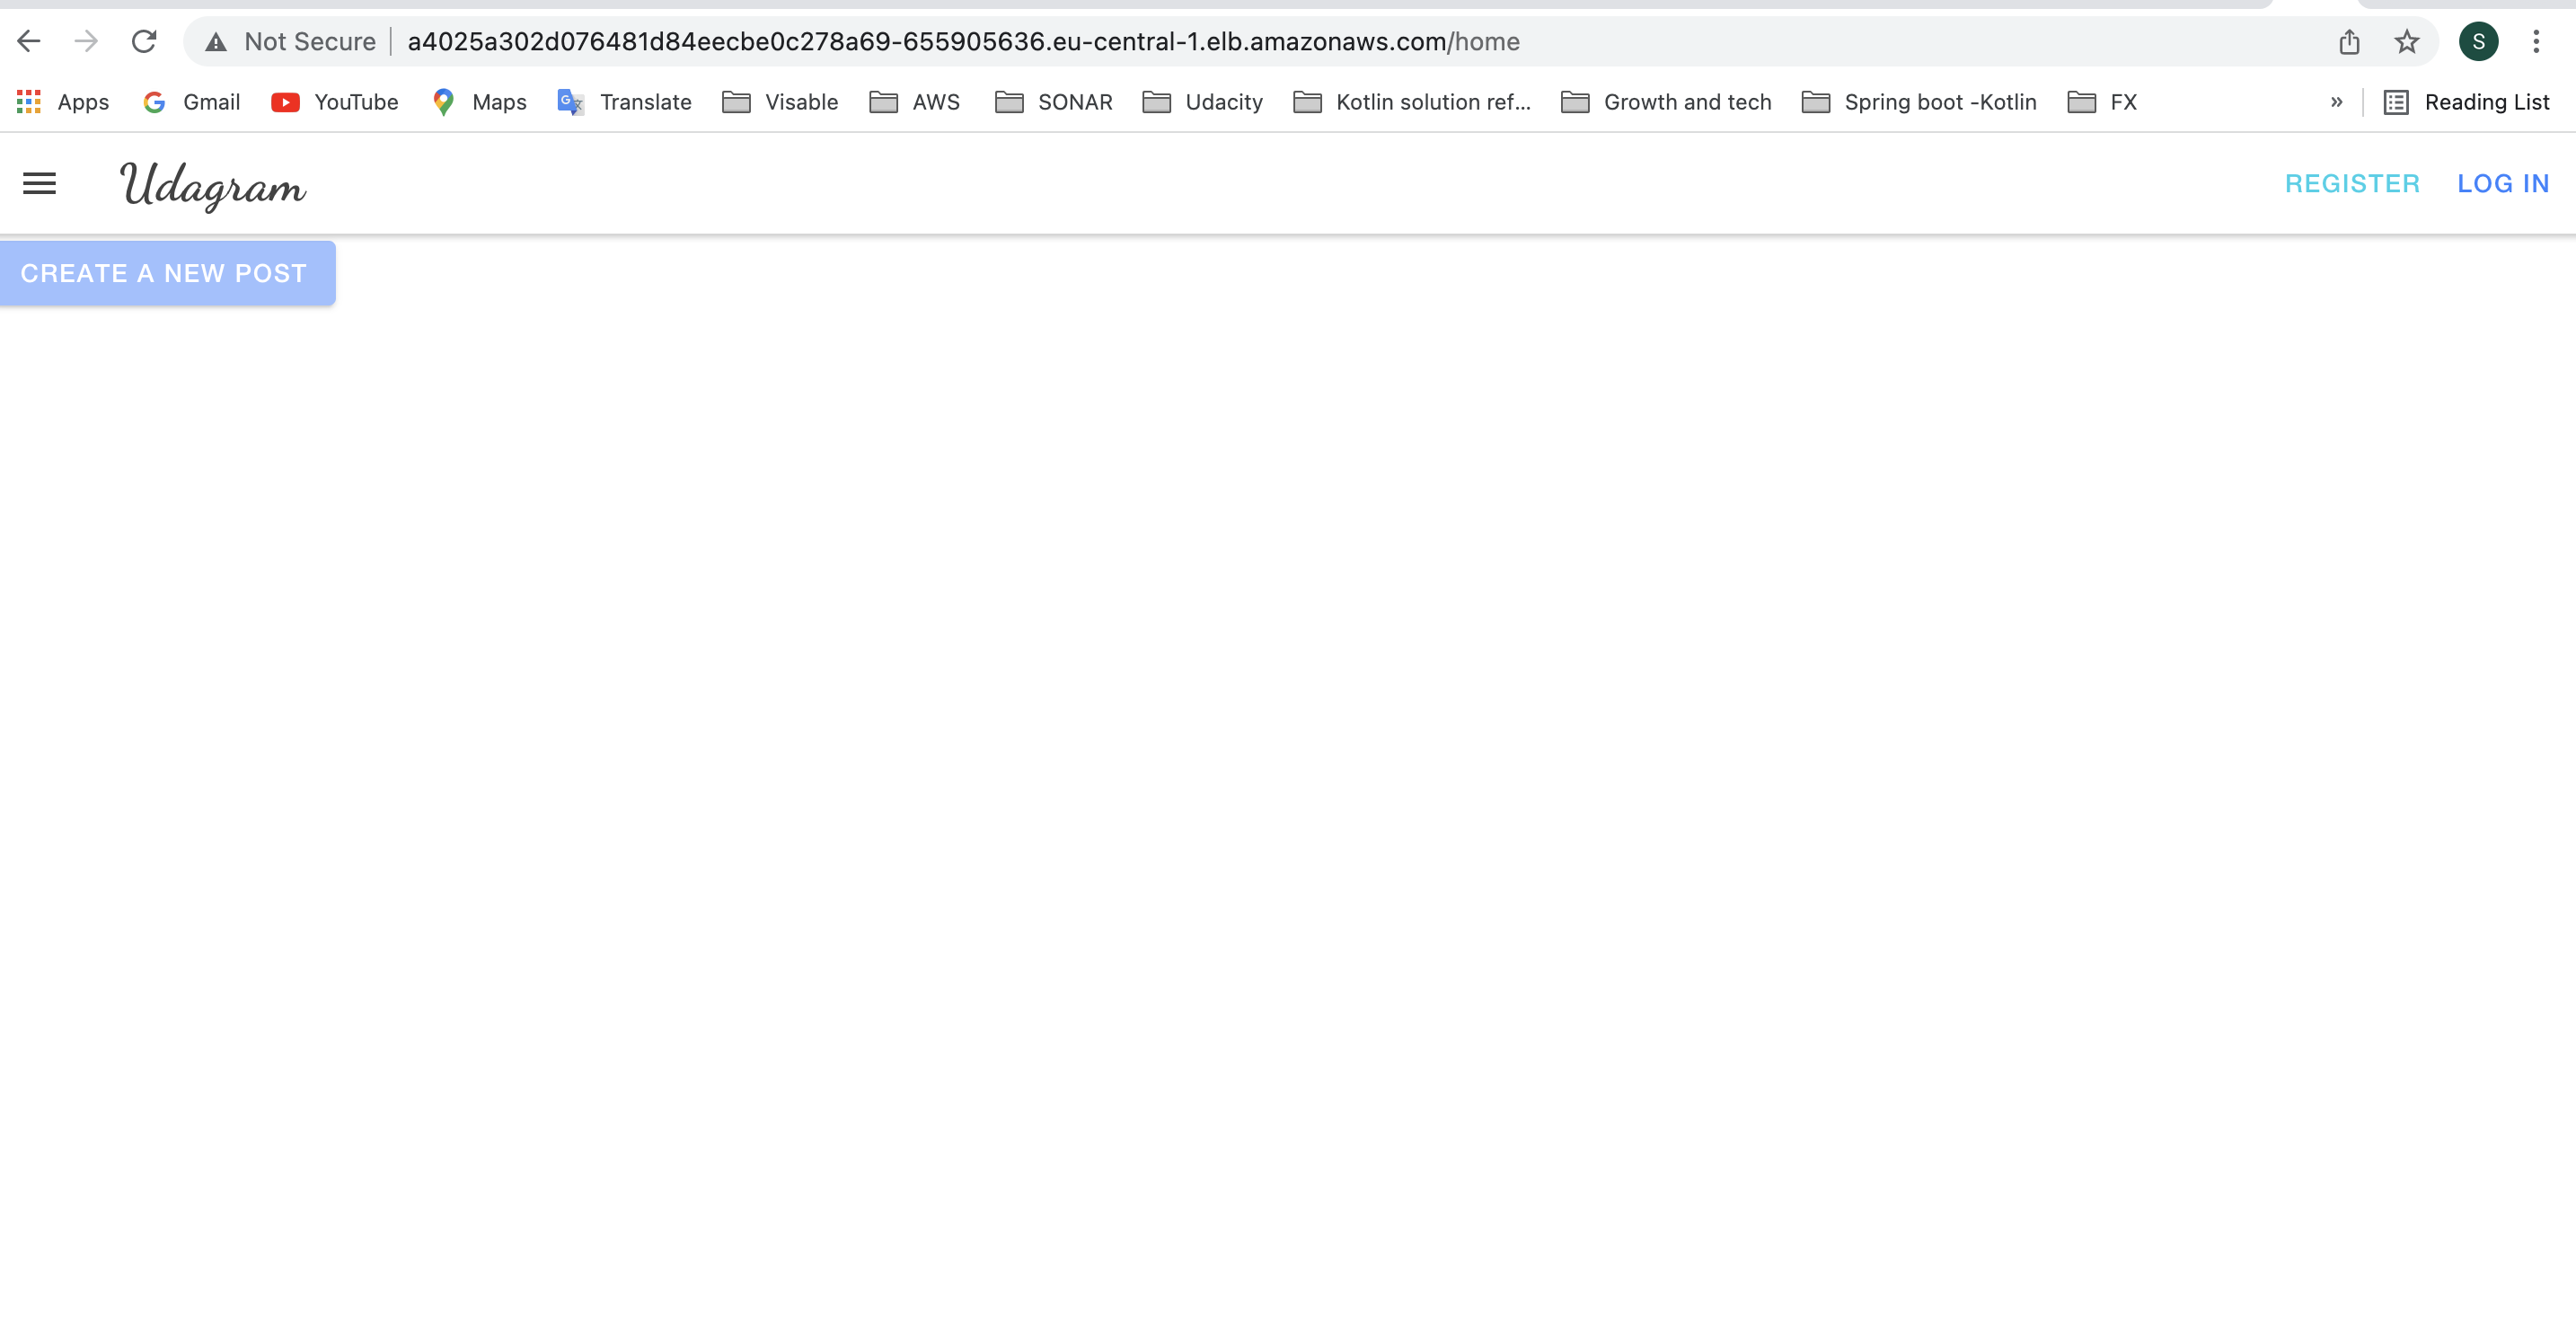 Not Secure a4025a302d076481d84eecbe0c278a69-655905636.eu-central-1.elb.amazonaws.com/home S
Apps Gmail YouTube Maps Translate Visable AWS SONAR Udacity Kotlin solution ref... Growth and tech Spring boot -Kotlin FX » Reading List
Udagram REGISTER LOG IN
CREATE A NEW POST